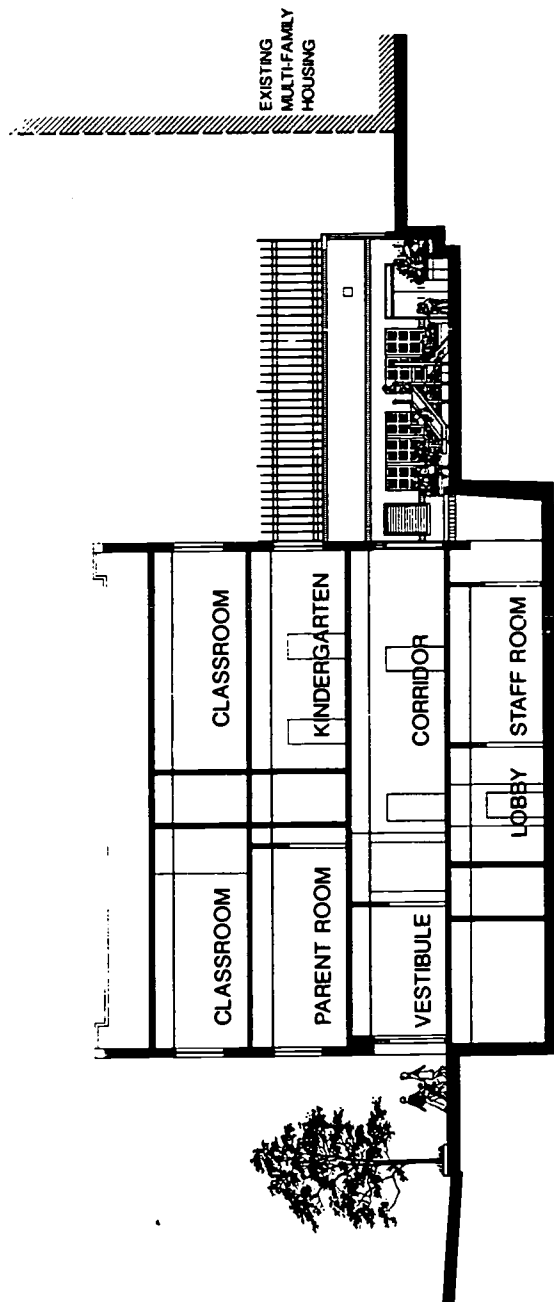 EXISTING
MULTI-FAMILY
HOUSING
CLASSROOM
CLASSROOM
PARENT ROOM
KINDERGARTEN
VESTIBULE
CORRIDOR
LOBBY
STAFF ROOM